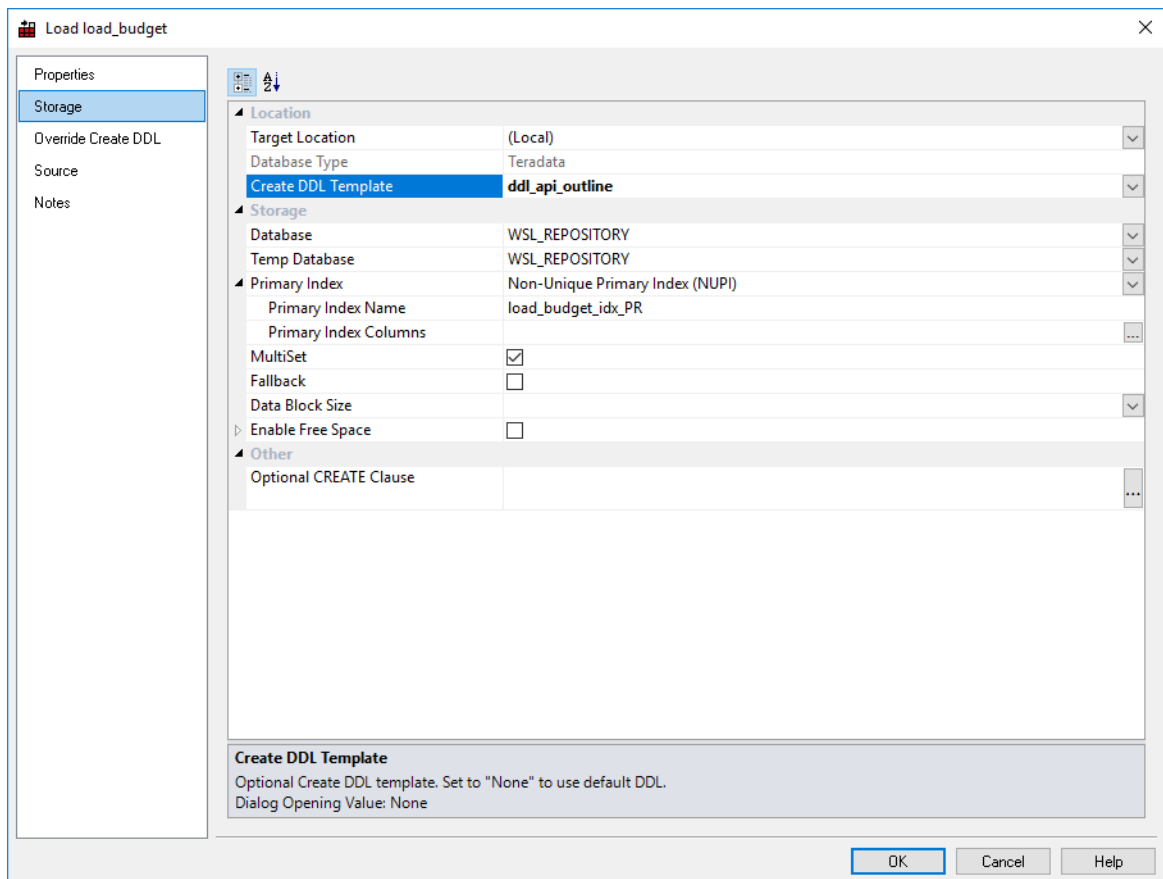 Load load_budget
Properties
Storage
Override Create DDL
Source
Notes
Location
Target Location (Local)
Database Type Teradata
Create DDL Template ddl_api_outline
Storage
Database WSL_REPOSITORY
Temp Database WSL_REPOSITORY
Primary Index Non-Unique Primary Index (NUPI)
Primary Index Name load_budget_idx_PR
Primary Index Columns ...
MultiSet
Fallback
Data Block Size
Enable Free Space
Other
Optional CREATE Clause
...
Create DDL Template
Optional Create DDL template. Set to "None" to use default DDL.
Dialog Opening Value: None
OK Cancel Help